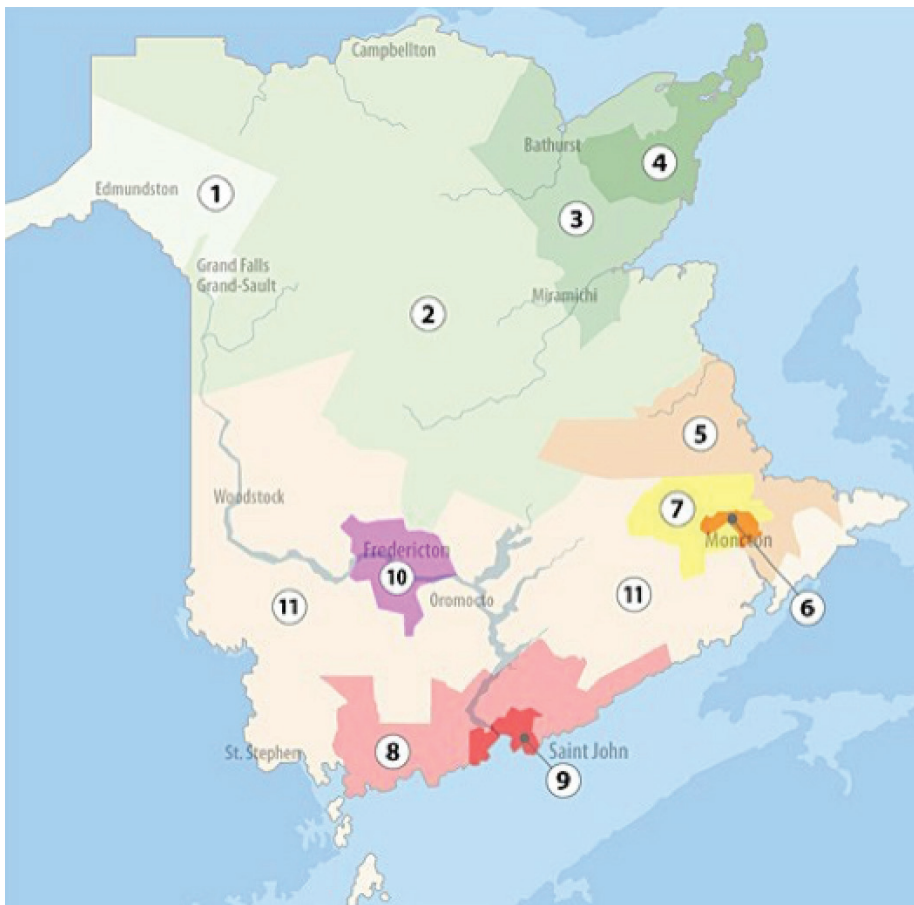 Campbellton
Bathurst
4
Edmundston
1
3
Grand Falls
Grand-Sault
Miramichi
2
5
Woodstock
7
Moncton
Fredericton
10
Oromocto
11
11
6
St. Stephen
8
Saint John
9